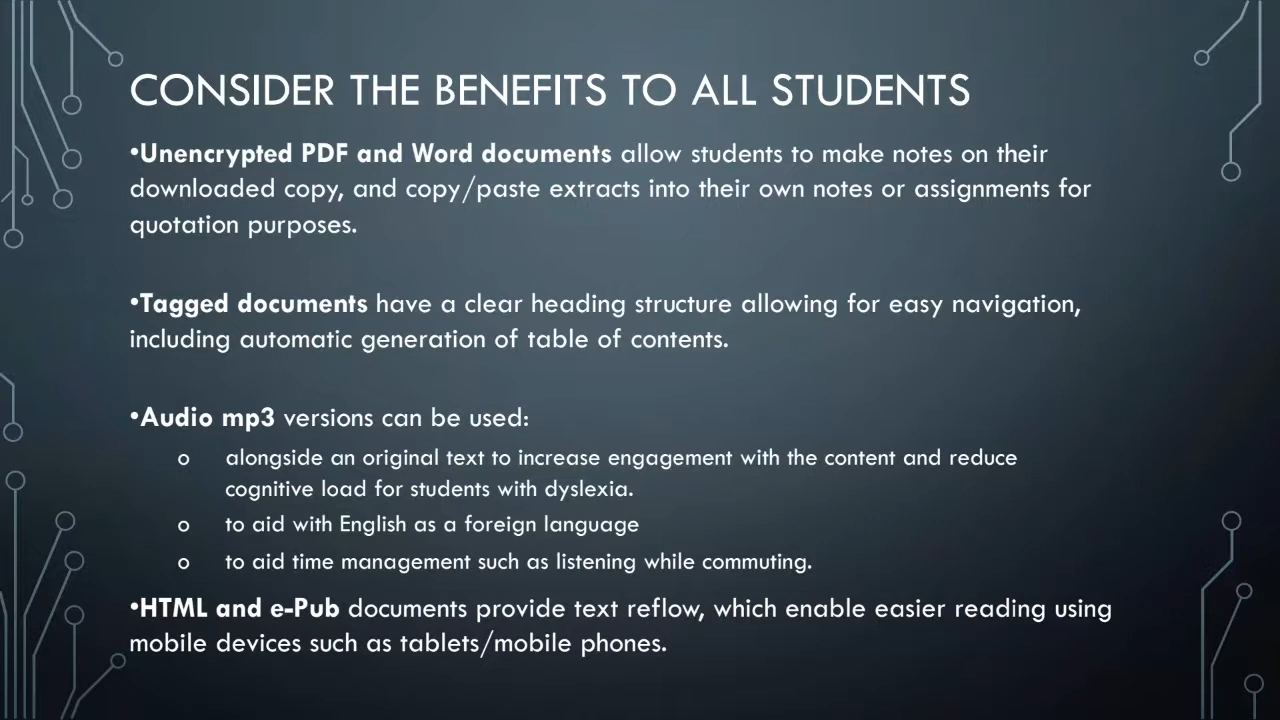 CONSIDER THE BENEFITS TO ALL STUDENTS
•Unencrypted PDF and Word documents allow students to make notes on their
downloaded copy, and copy/paste extracts into their own notes or assignments for
quotation purposes.
•Tagged documents have a clear heading structure allowing for easy navigation,
including automatic generation of table of contents.
•Audio mp3 versions can be used:
o alongside an original text to increase engagement with the content and reduce
cognitive load for students with dyslexia.
o to aid with English as a foreign language
o to aid time management such as listening while commuting.
•HTML and e-Pub documents provide text reflow, which enable easier reading using
mobile devices such as tablets/mobile phones.